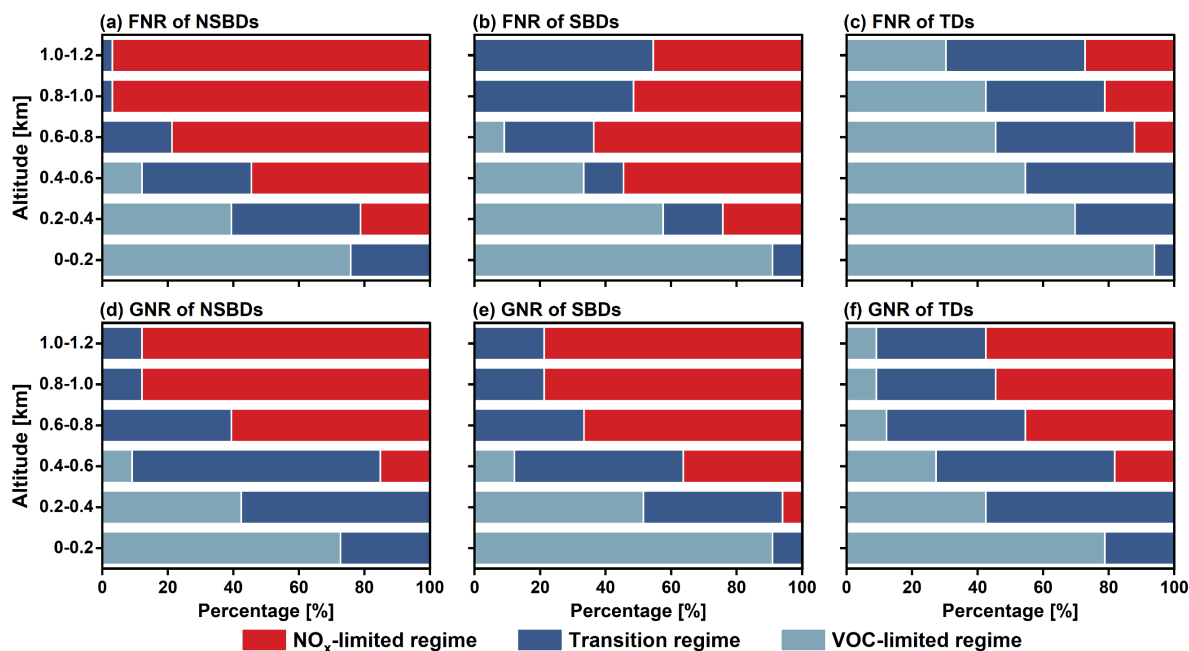 (a) FNR of NSBDs
(b) FNR of SBDs
(c) FNR of TDs
Altitude [km]
1.0-1.2
0.8-1.0
0.6-0.8
0.4-0.6
0.2-0.4
0-0.2
(d) GNR of NSBDs
(e) GNR of SBDs
(f) GNR of TDs
Altitude [km]
1.0-1.2
0.8-1.0
0.6-0.8
0.4-0.6
0.2-0.4
0-0.2
0 20 40 60 80 100
0 20 40 60 80 100
0 20 40 60 80 100
Percentage [%]
Percentage [%]
Percentage [%]
NOx-limited regime
Transition regime
VOC-limited regime